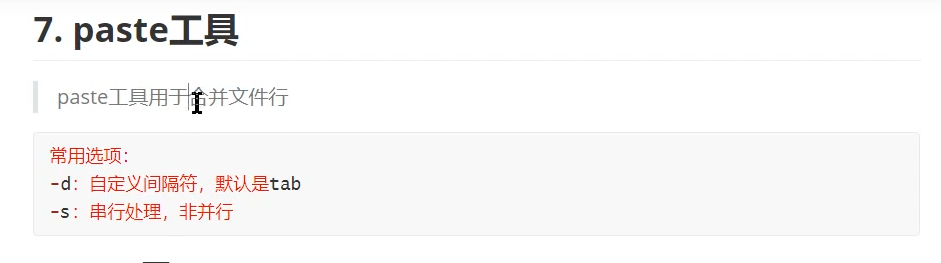 7. paste工具
paste工具用于合并文件行
常用选项：
-d：自定义间隔符，默认是tab
-s：串行处理，非并行